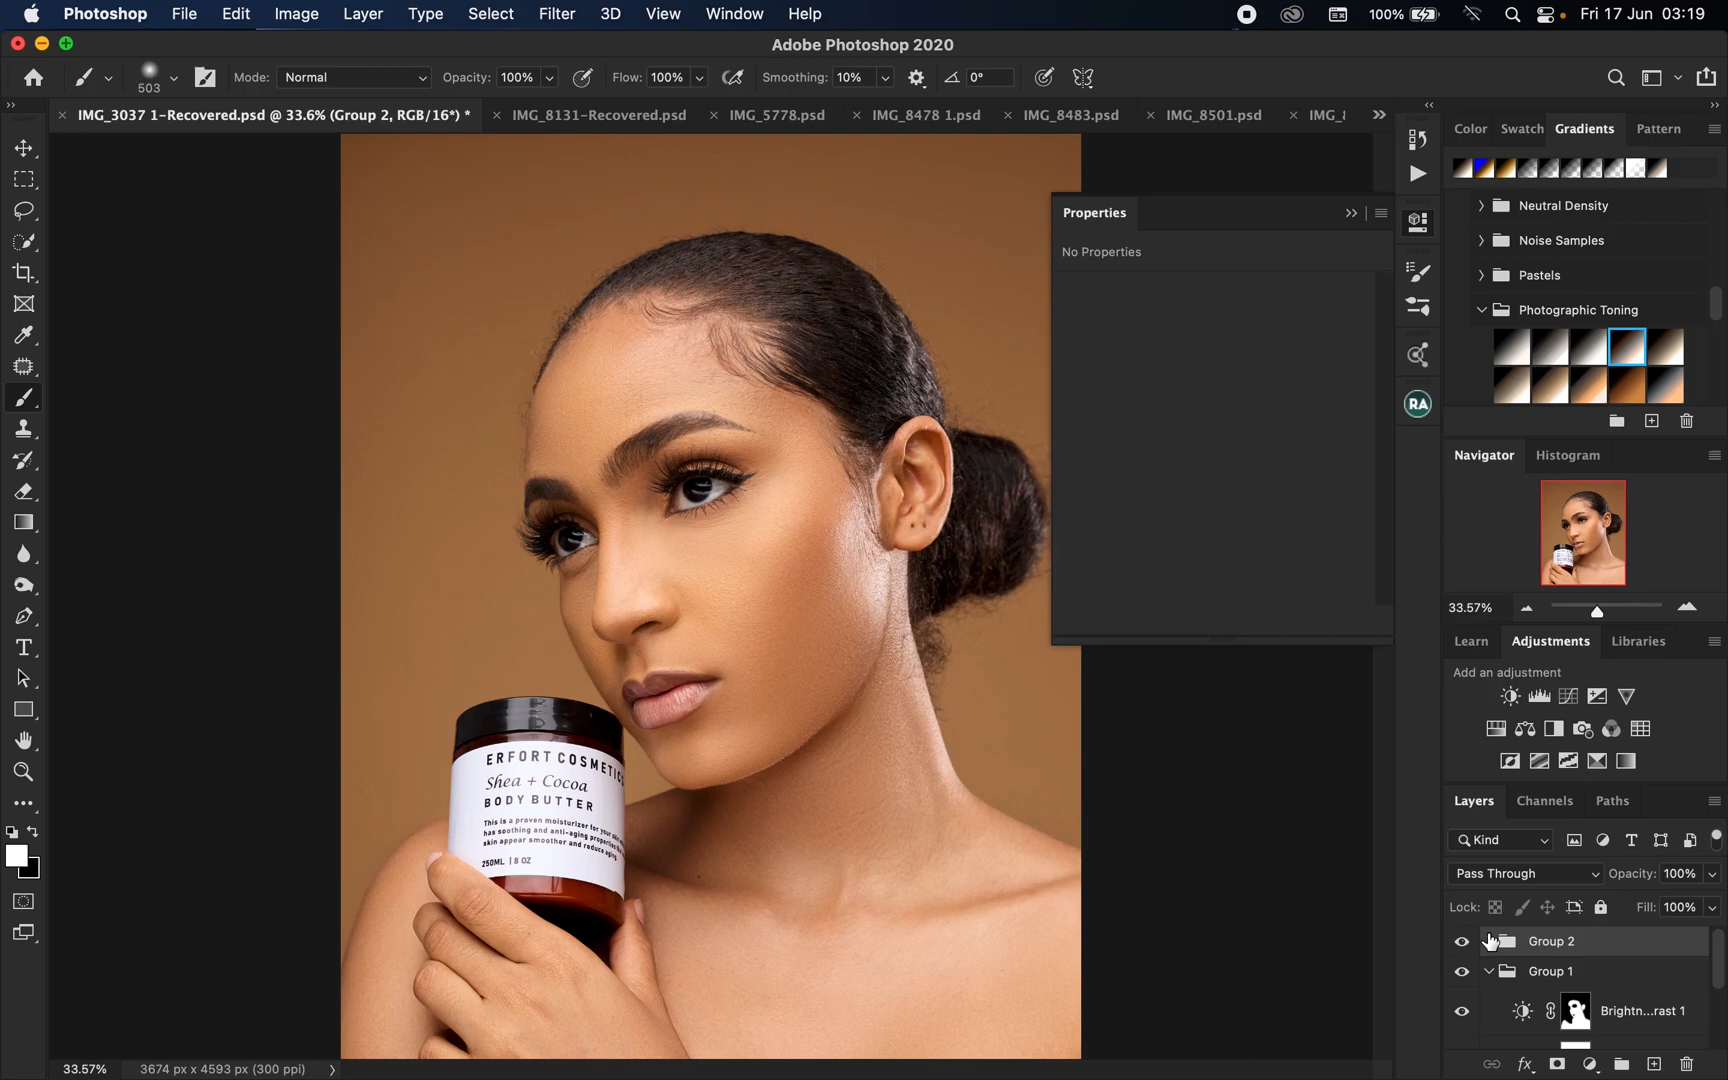 Photoshop File Edit Image Layer Type Select Filter 3D View Window Help 100% Fri 17 Jun 03:19
Adobe Photoshop 2020
503 Mode: Normal Opacity: 100% Flow: 100% Smoothing: 10% 0°
IMG_3037 1-Recovered.psd @ 33.6% (Group 2, RGB/16*) * IMG_8131-Recovered.psd IMG_5778.psd IMG_8478 1.psd IMG_8483.psd IMG_8501.psd
Color Swatch Gradients Pattern
Neutral Density
Noise Samples
Pastels
Photographic Toning
Properties
No Properties
RA
Navigator Histogram
33.57%
Learn Adjustments Libraries
Add an adjustment
Layers Channels Paths
Kind
Pass Through Opacity: 100%
Lock: Fill: 100%
Group 2
Group 1
Brightn...rast 1
ERFORT COSMETICS
Shea + Cocoa
BODY BUTTER
This is a proven moisturizer for your
has soothing and anti-aging
skin appear smoother and reduce aging.
250ML | 8 OZ
33.57% 3674 px x 4593 px (300 ppi)